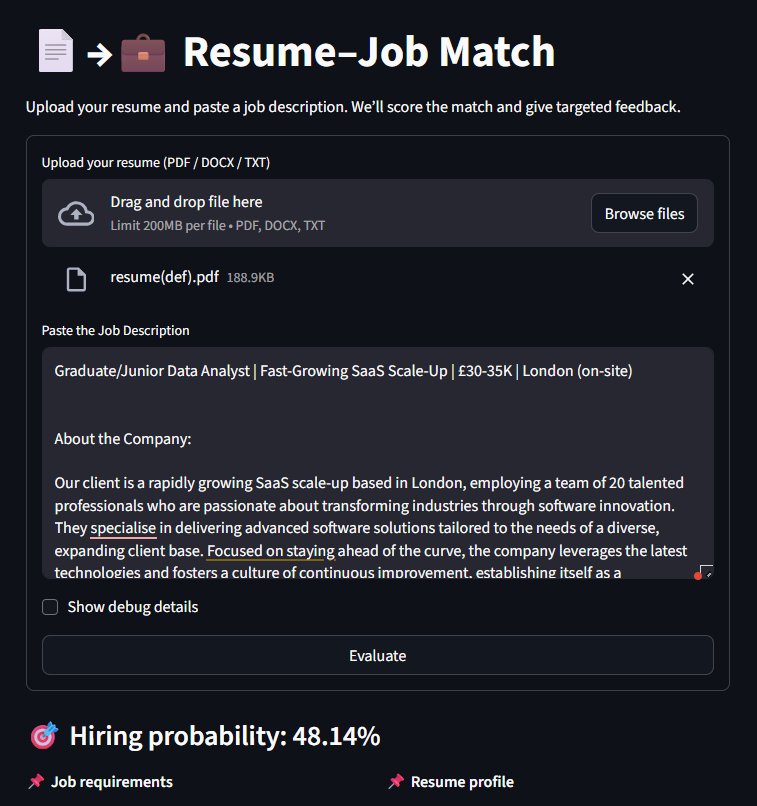 Resume–Job Match
Upload your resume and paste a job description. We’ll score the match and give targeted feedback.
Upload your resume (PDF / DOCX / TXT)
Drag and drop file here
Limit 200MB per file • PDF, DOCX, TXT
Browse files
resume(def).pdf 188.9KB
Paste the Job Description
Graduate/Junior Data Analyst | Fast-Growing SaaS Scale-Up | £30-35K | London (on-site)
About the Company:
Our client is a rapidly growing SaaS scale-up based in London, employing a team of 20 talented
professionals who are passionate about transforming industries through software innovation.
They specialise in delivering advanced software solutions tailored to the needs of a diverse,
expanding client base. Focused on staying ahead of the curve, the company leverages the latest
technologies and fosters a culture of continuous improvement, establishing itself as a
Show debug details
Evaluate
Hiring probability: 48.14%
Job requirements
Resume profile